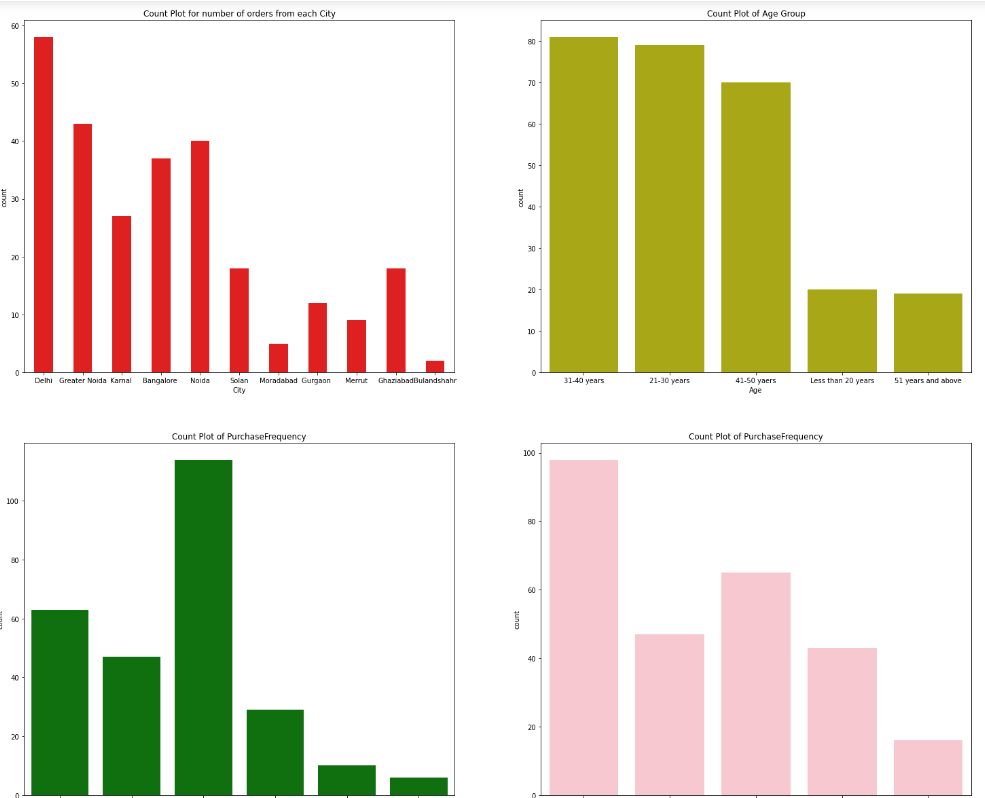 Count Plot for number of orders from each City
60
50
40
30
20
10
0
count
Delhi Greater Noida Karnal Bangalore Noida Solan Moradabad Gurgaon Merrut Ghaziabad Bulandshahr
City
Count Plot of Age Group
80
70
60
50
40
30
20
10
0
count
31-40 years 21-30 years 41-50 yaers Less than 20 years 51 years and above
Age
Count Plot of PurchaseFrequency
100
80
60
40
20
0
count
Count Plot of PurchaseFrequency
100
80
60
40
20
0
count